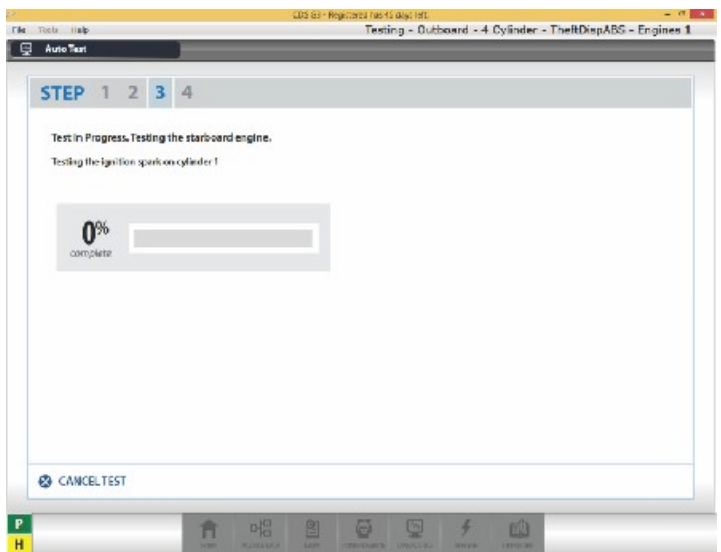 CDS G3 - Registered has 45 days left.
File Tools Help
Testing - Outboard - 4 Cylinder - TheftDispABS - Engines 1
Auto Test
STEP 1 2 3 4
Test In Progress. Testing the starboard engine.
Testing the ignition spark on cylinder 1
0%
complete
CANCEL TEST
P
H